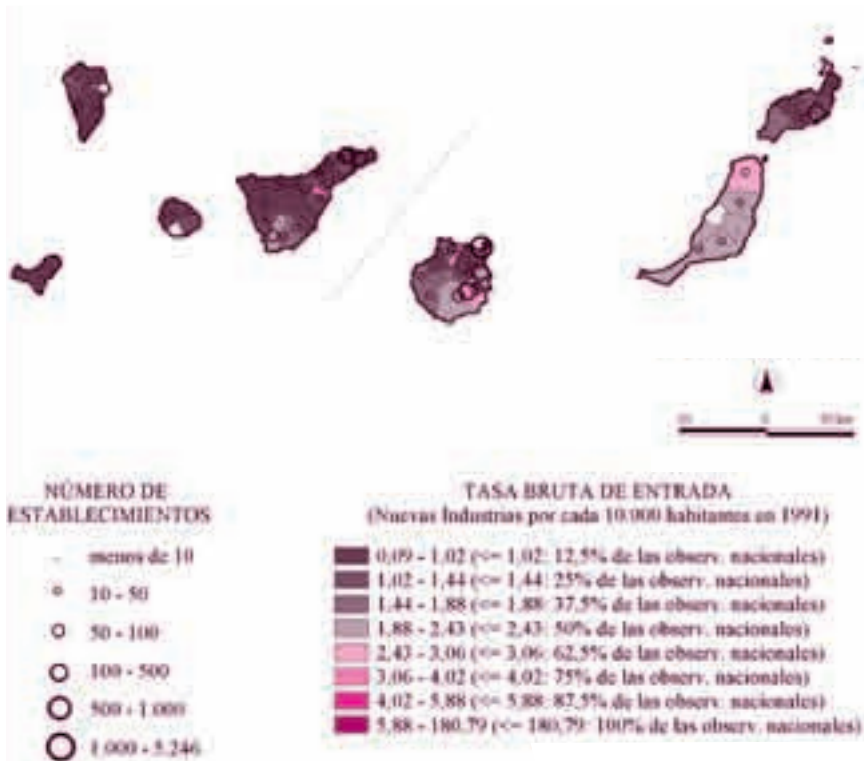 NÚMERO DE
ESTABLECIMIENTOS
menos de 10
10 - 50
50 - 100
100 - 500
500 - 1.000
1.000 - 5.246
TASA BRUTA DE ENTRADA
(Nuevas Industrias por cada 10.000 habitantes en 1991)
0,09 - 1,02 (<= 1,02: 12,5% de las observ. nacionales)
1,02 - 1,44 (<= 1,44: 25% de las observ. nacionales)
1,44 - 1,88 (<= 1,88: 37,5% de las observ. nacionales)
1,88 - 2,43 (<= 2,43: 50% de las observ. nacionales)
2,43 - 3,06 (<= 3,06: 62,5% de las observ. nacionales)
3,06 - 4,02 (<= 4,02: 75% de las observ. nacionales)
4,02 - 5,88 (<= 5,88: 87,5% de las observ. nacionales)
5,88 - 180,79 (<= 180,79: 100% de las observ. nacionales)